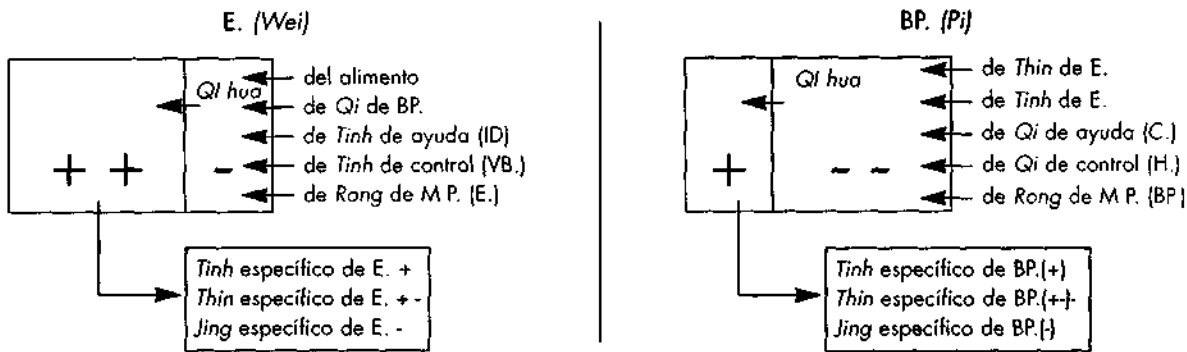 E. (Wei)
QI hua
del alimento
de Qi de BP.
de Tinh de ayuda (ID)
de Tinh de control (VB.)
de Rong de M P. (E.)
+ + -
Tinh específico de E. +
Thin específico de E. + -
Jing específico de E. -
BP. (Pi)
QI hua
de Thin de E.
de Tinh de E.
de Qi de ayuda (C.)
de Qi de control (H.)
de Rong de M P. (BP)
+ - -
Tinh específico de BP.(+)
Thin específico de BP.(+-)-
Jing específico de BP.(-)